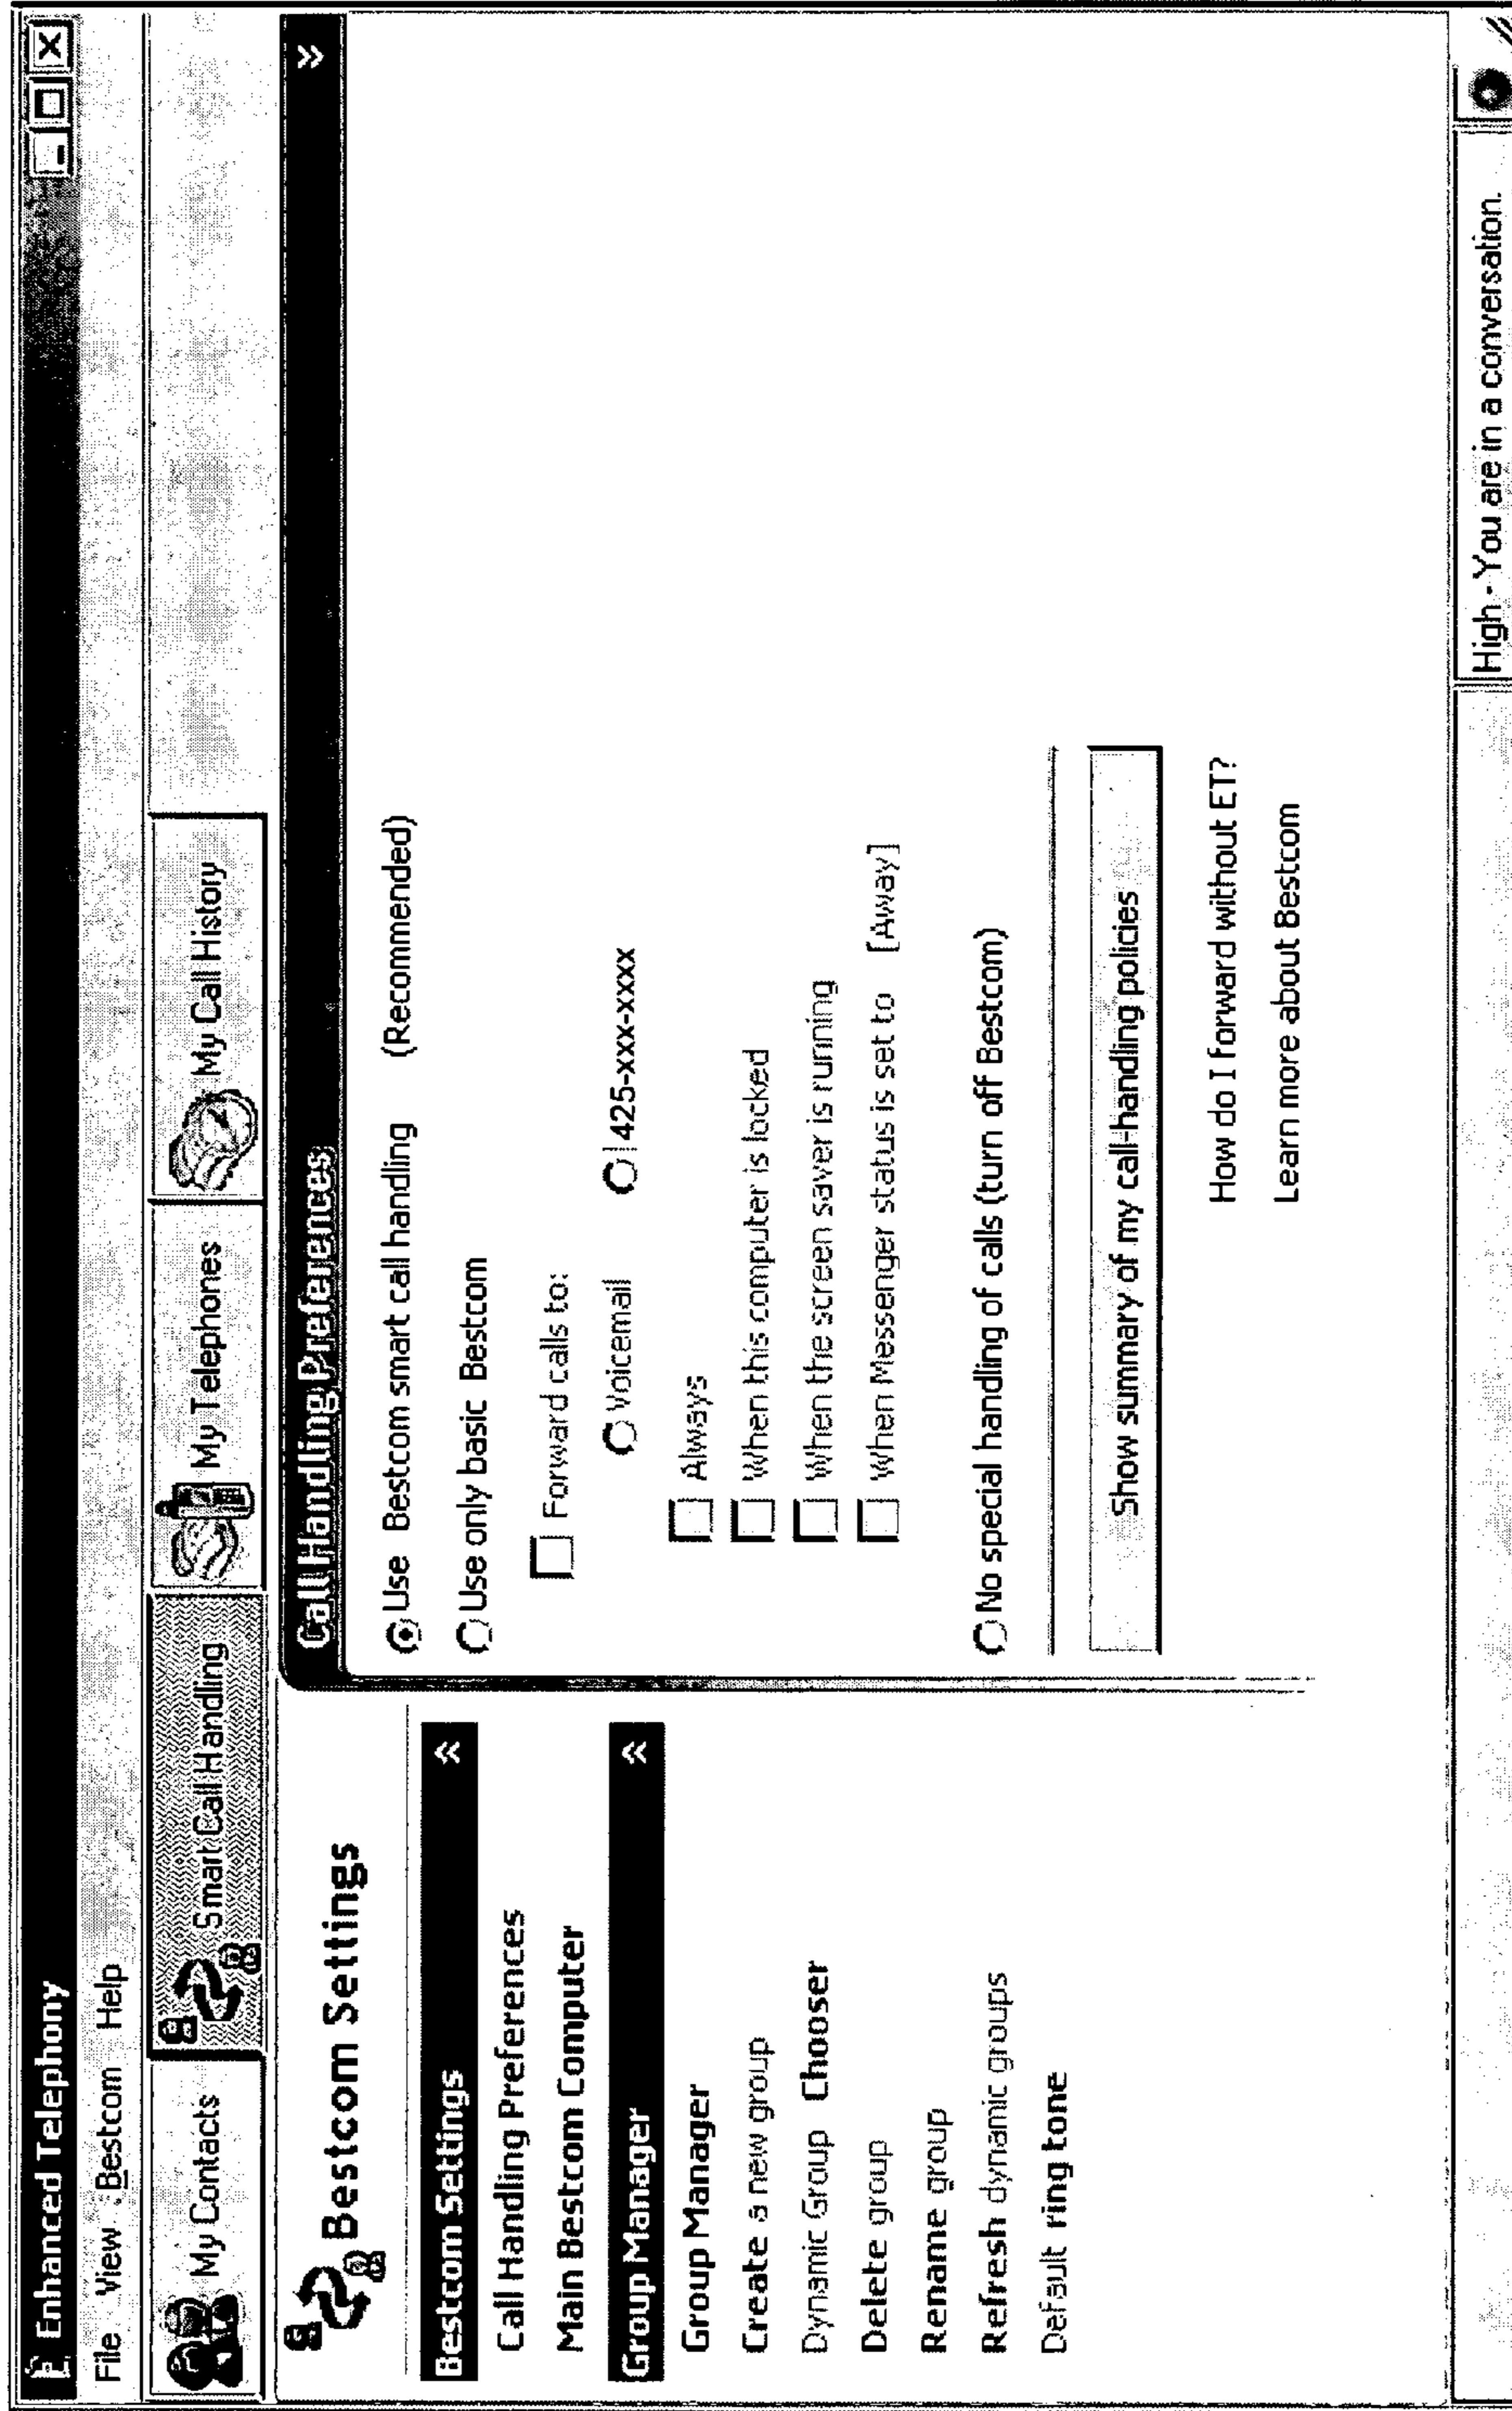 Enhanced Telephony
File View Bestcom Help
My Contacts Smart Call Handling My Telephones My Call History
Bestcom Settings
Bestcom Settings
Call Handling Preferences
Main Bestcom Computer
Group Manager
Group Manager
Create a new group
Dynamic Group Chooser
Delete group
Rename group
Refresh dynamic groups
Default ring tone
Call Handling Preferences
Use Bestcom smart call handling (Recommended)
Use only basic Bestcom
Forward calls to:
Voicemail 425-xxx-xxxx
Always
When this computer is locked
When the screen saver is running
When Messenger status is set to [Away]
No special handling of calls (turn off Bestcom)
Show summary of my call-handling policies
How do I forward without ET?
Learn more about Bestcom
High - You are in a conversation.